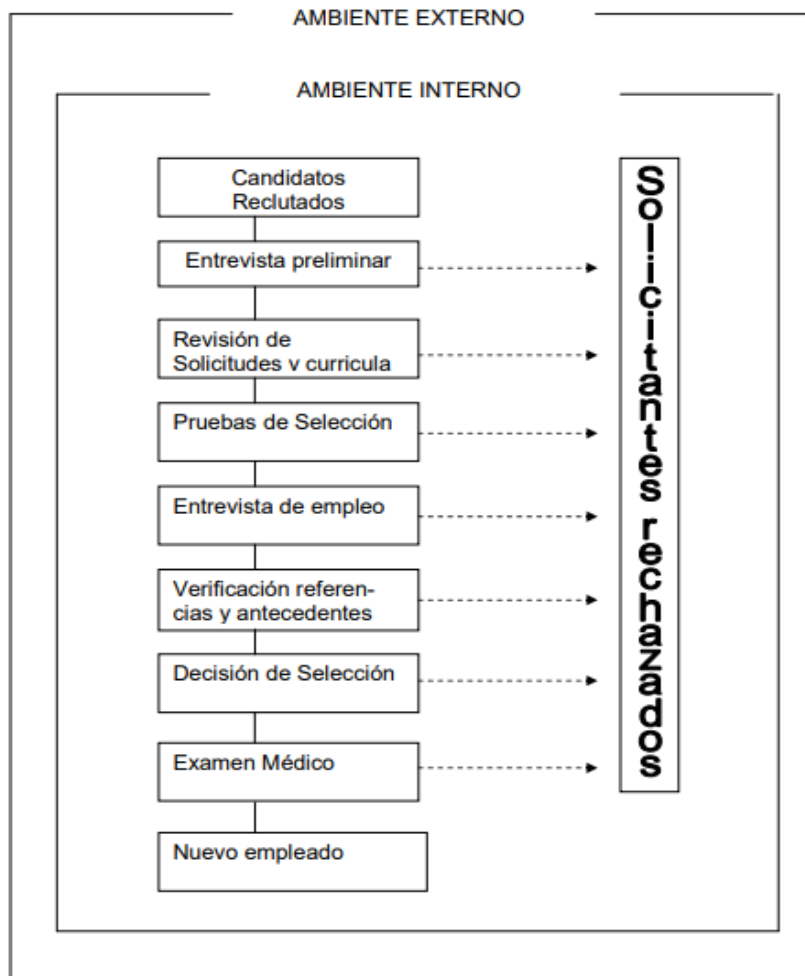 AMBIENTE EXTERNO
AMBIENTE INTERNO
Candidatos
Reclutados
Entrevista preliminar
Revisión de
Solicitudes v curricula
Pruebas de Selección
Entrevista de empleo
Verificación referen-
cias y antecedentes
Decisión de Selección
Examen Médico
Nuevo empleado
Solicitantes rechazados